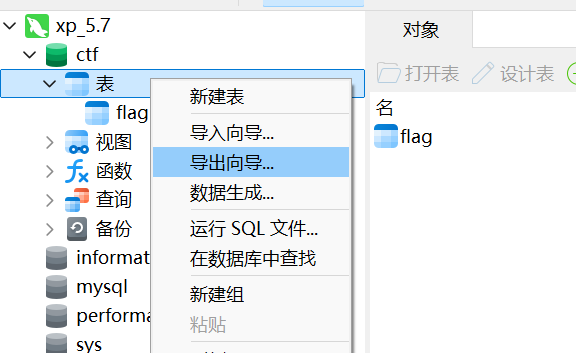 xp_5.7
ctf
表
flag
视图
函数
查询
备份
informat
mysql
performa
sys
新建表
导入向导...
导出向导...
数据生成...
运行 SQL 文件...
在数据库中查找
新建组
粘贴
对象
打开表
设计表
名
flag